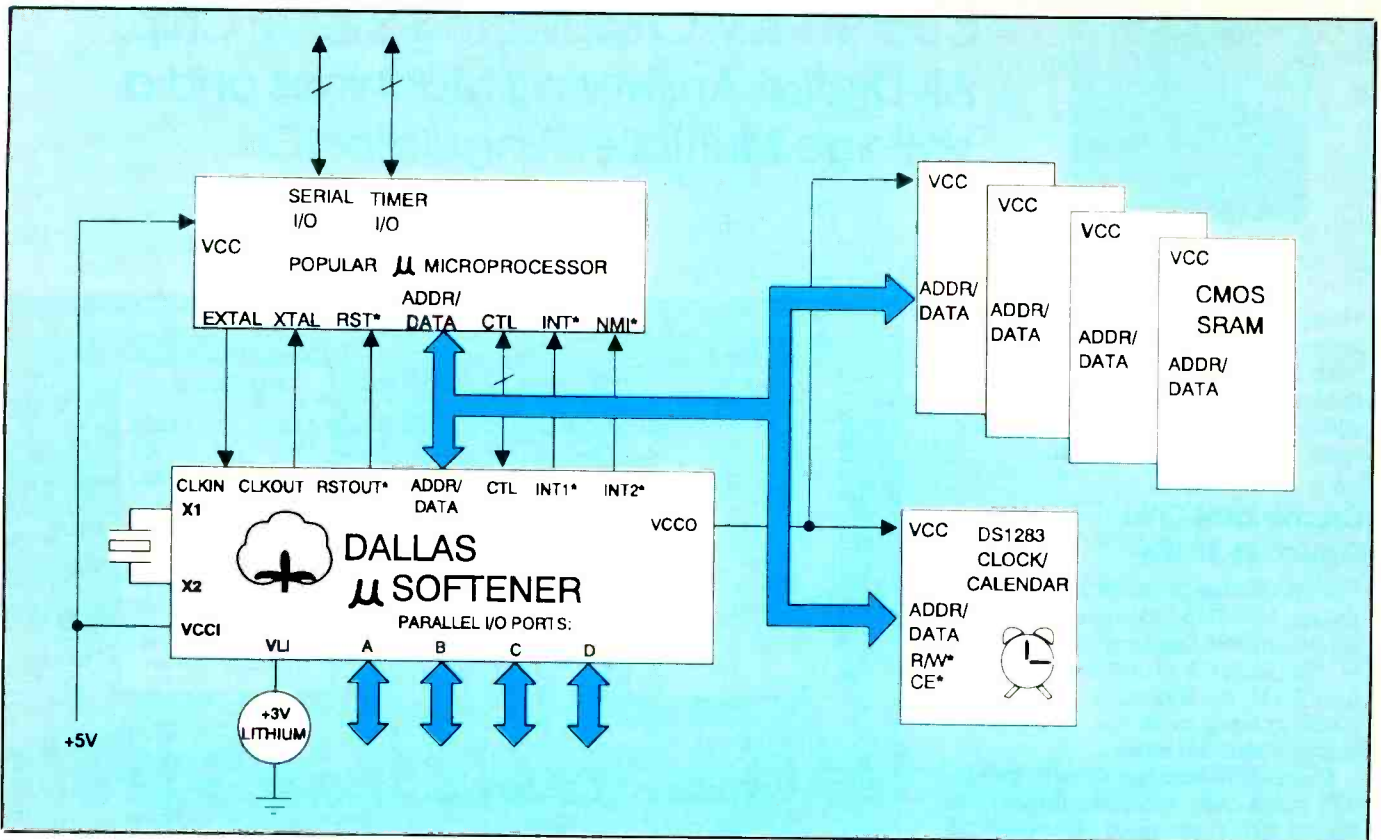 SERIAL I/O
TIMER I/O
VCC
POPULAR µ MICROPROCESSOR
EXTAL
XTAL
RST*
ADDR/
DATA
CTL
INT*
NMI*
CLKIN
CLKOUT
RSTOUT*
ADDR/
DATA
CTL
INT1*
INT2*
X1
X2
VCCO
DALLAS
µ SOFTENER
PARALLEL I/O PORTS:
VCCI
VLI
A
B
C
D
+3V
LITHIUM
+5V
VCC
ADDR/
DATA
VCC
ADDR/
DATA
VCC
ADDR/
DATA
VCC
CMOS
SRAM
ADDR/
DATA
VCC
DS1283
CLOCK/
CALENDAR
ADDR/
DATA
R/W*
CE*